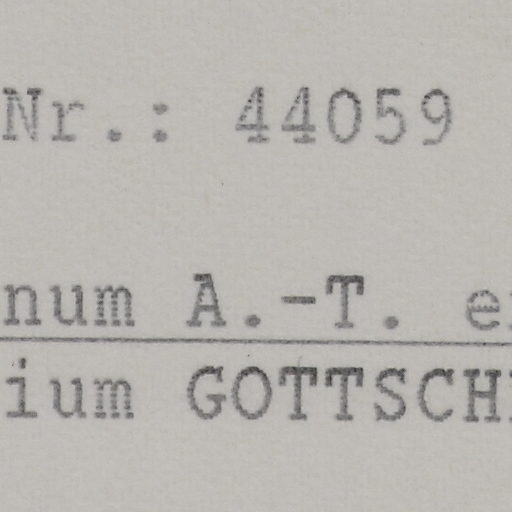 Nr.: 44059
num A.-T. e
ium GOTTSCH